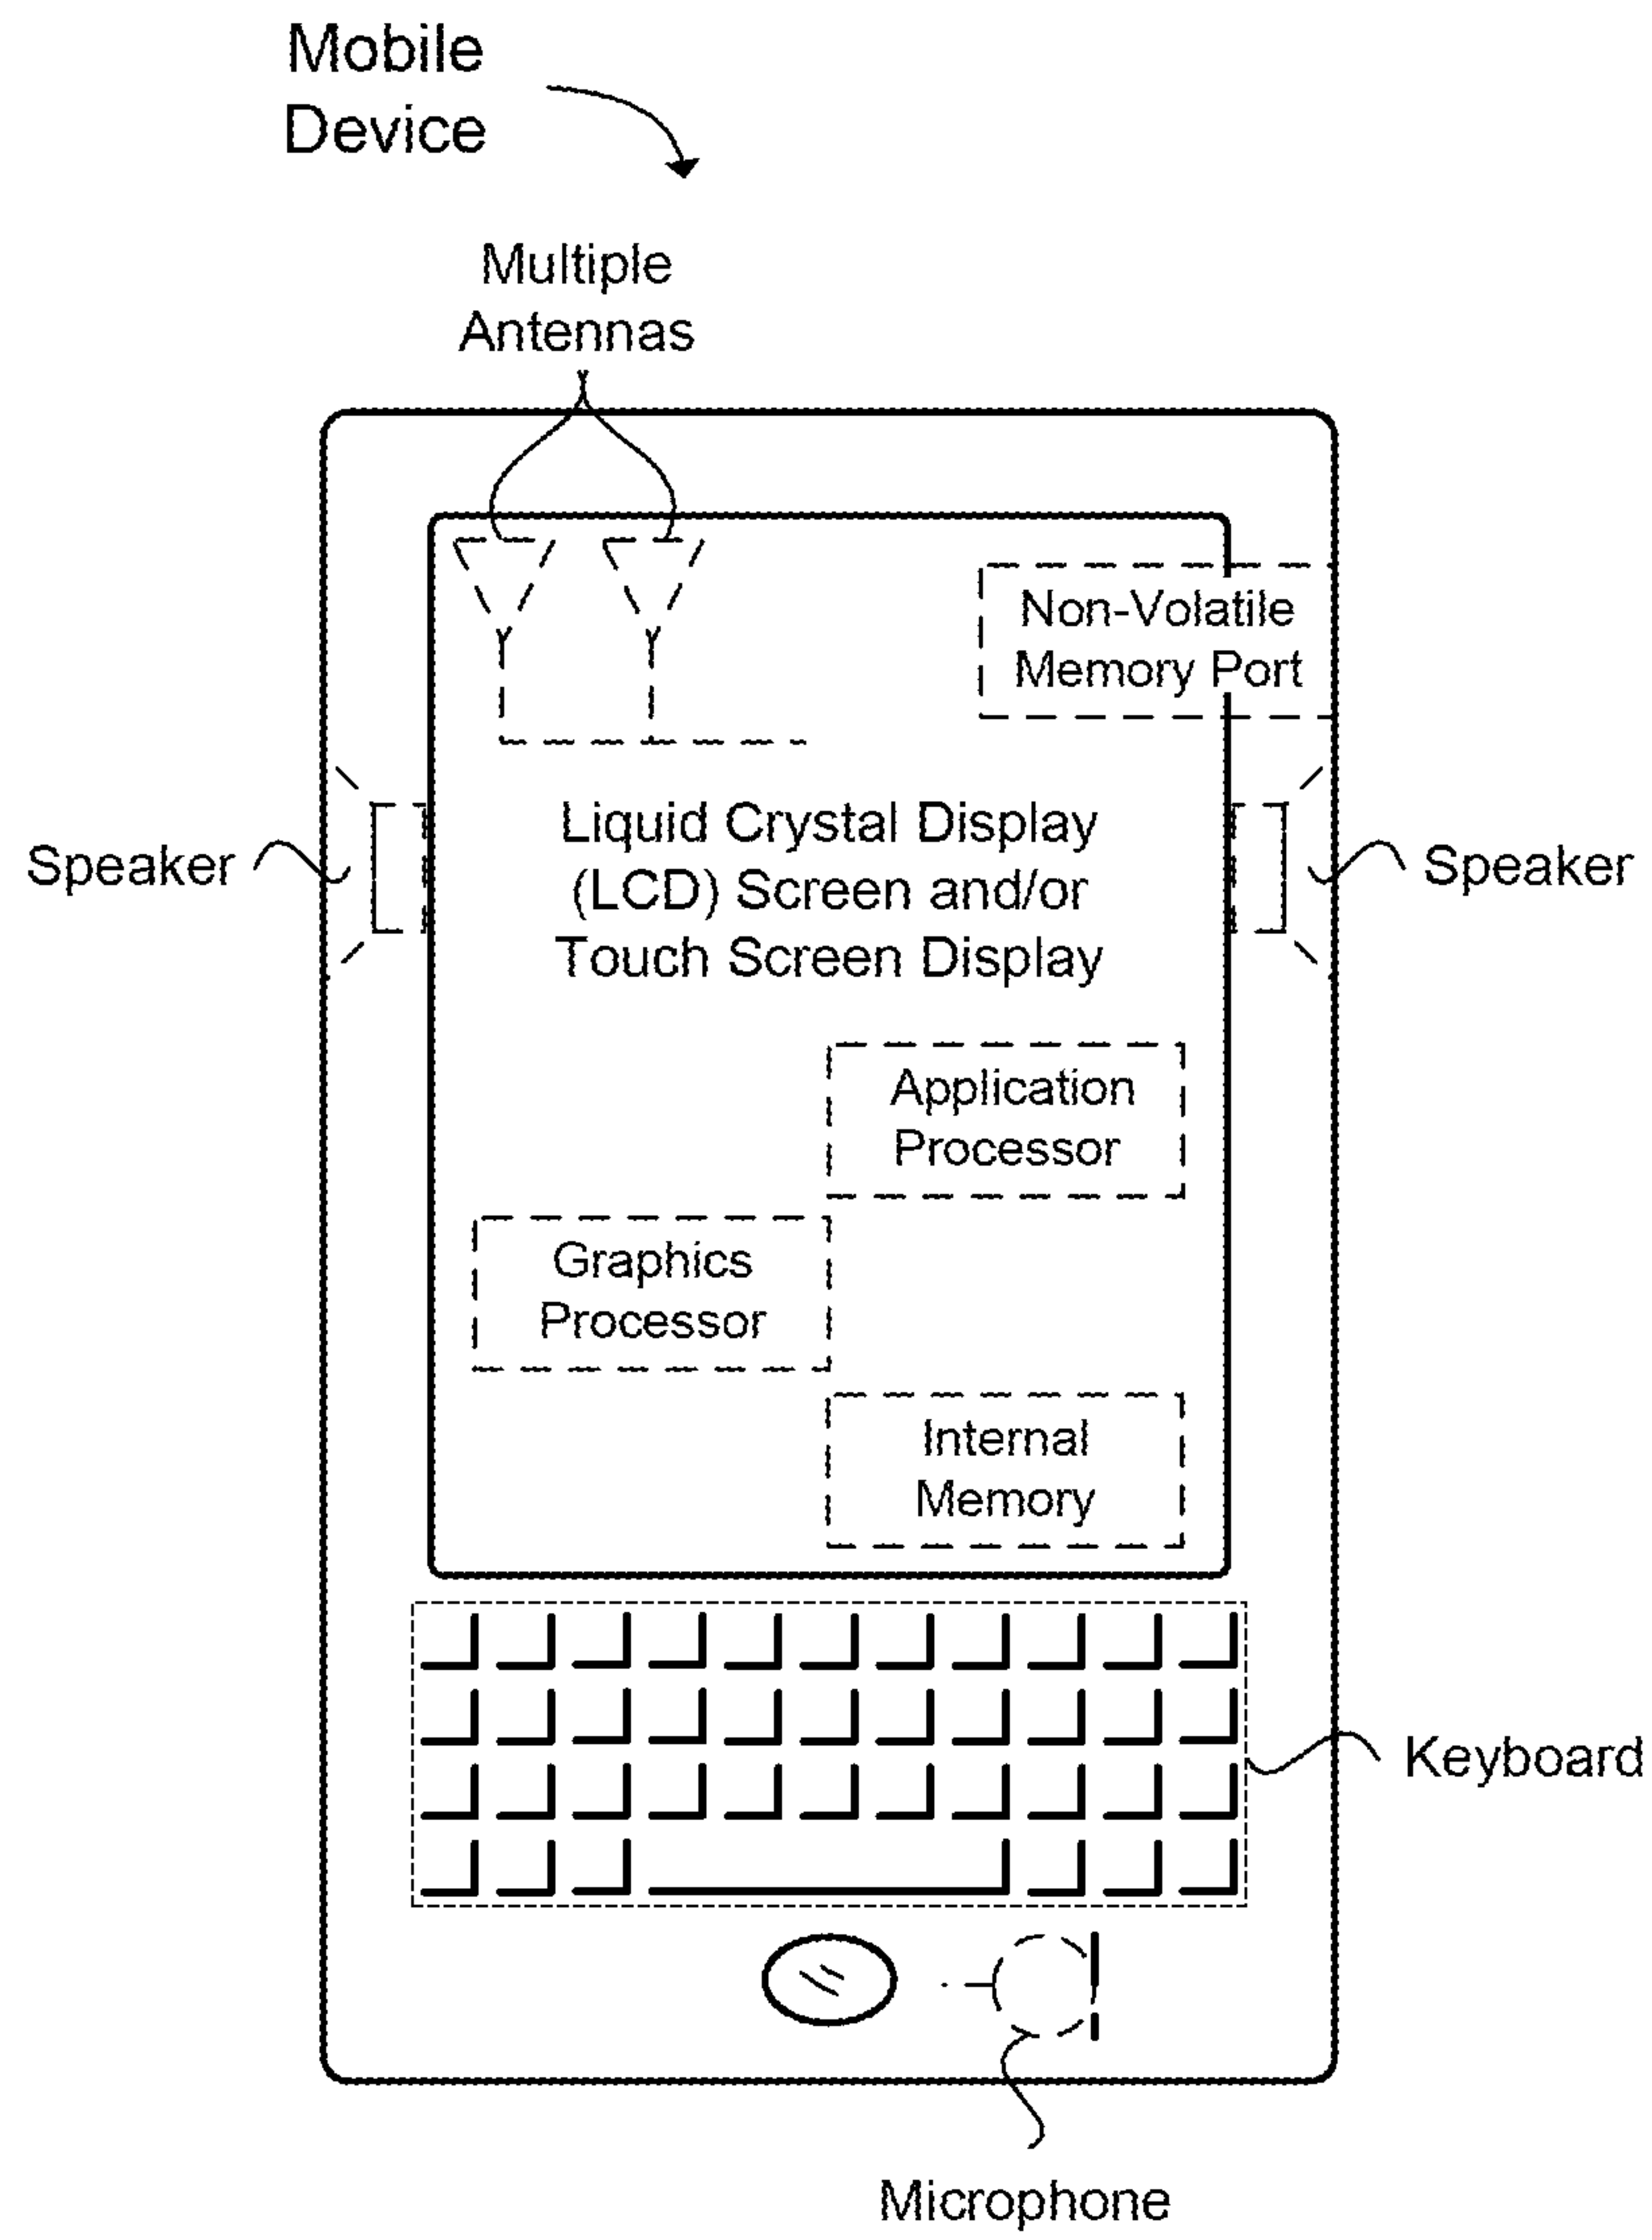 Mobile
Device
Multiple
Antennas
Non-Volatile
Memory Port
Speaker
Liquid Crystal Display
(LCD) Screen and/or
Touch Screen Display
Speaker
Application
Processor
Graphics
Processor
Internal
Memory
Keyboard
Microphone